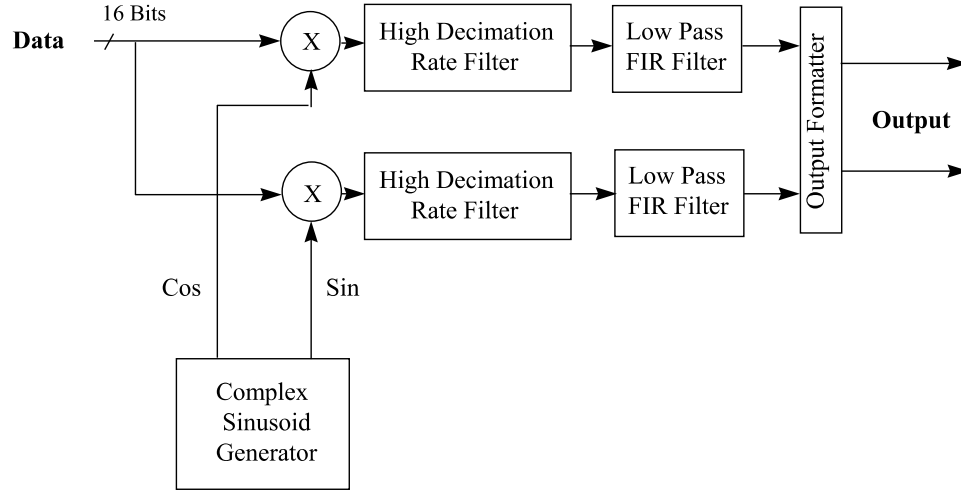 16 Bits
Data
X
High Decimation
Rate Filter
Low Pass
FIR Filter
Output Formatter
Output
X
High Decimation
Rate Filter
Low Pass
FIR Filter
Cos
Sin
Complex
Sinusoid
Generator